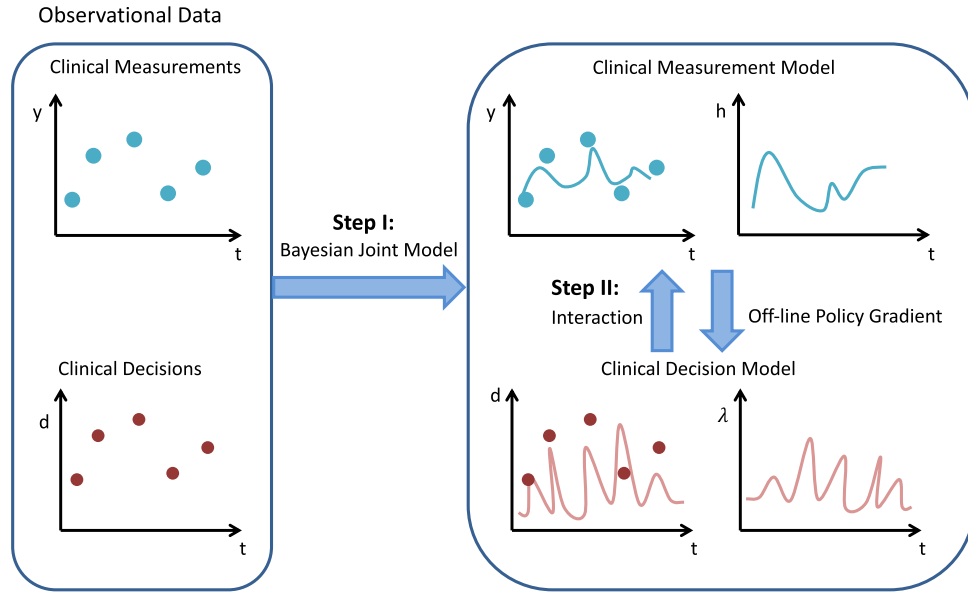 Observational Data
Clinical Measurements
y
t
Clinical Decisions
d
t
Step I:
Bayesian Joint Model
Clinical Measurement Model
y
t
h
t
Step II:
Interaction
Off-line Policy Gradient
Clinical Decision Model
d
t
λ
t